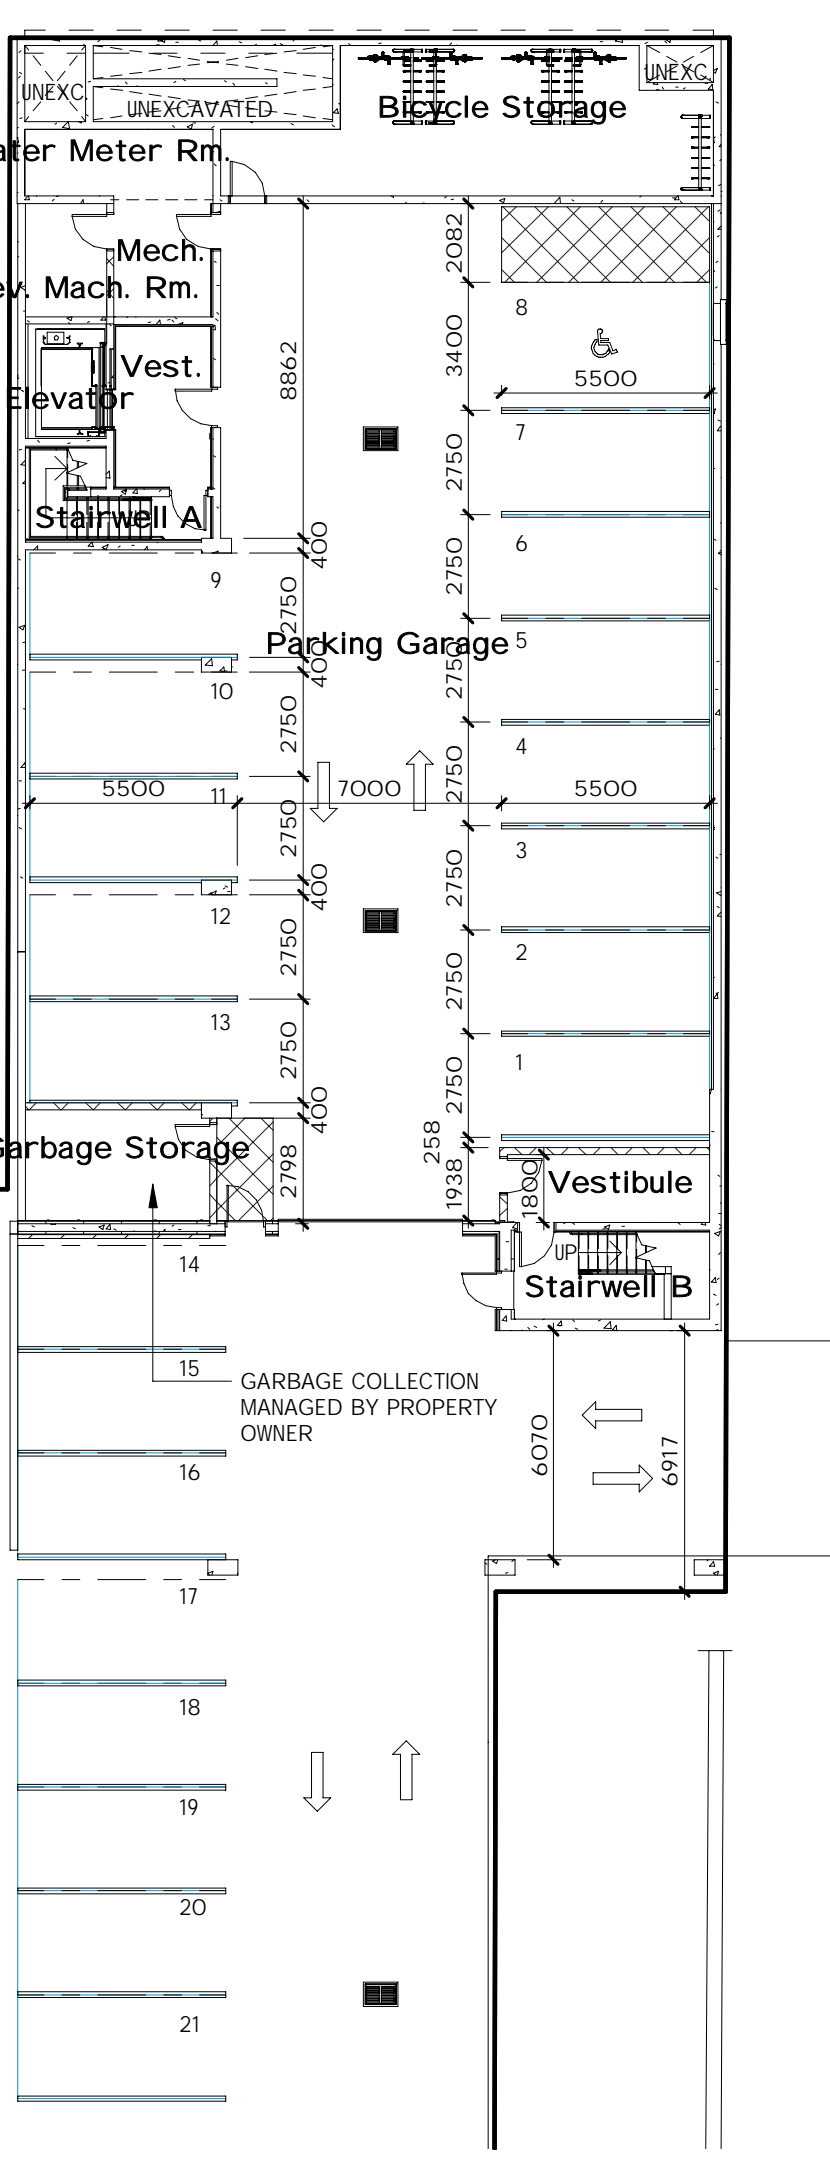 UNEXC.
UNEXCAVATED
Bicycle Storage
UNEXC.
ater Meter Rm.
Mech.
ev. Mach. Rm.
Vest.
Elevator
Stairwell A
8862
2082
3400
8
5500
7
2750
6
2750
5
2750
4
2750
5500
3
2750
2
2750
1
2750
400
9
2750
Parking Garage
400
10
2750
5500
7000
11
2750
400
12
2750
13
2750
400
Garbage Storage
2798
258
1938
1800
Vestibule
UP
Stairwell B
14
15
GARBAGE COLLECTION
MANAGED BY PROPERTY
OWNER
16
6070
6917
17
18
19
20
21